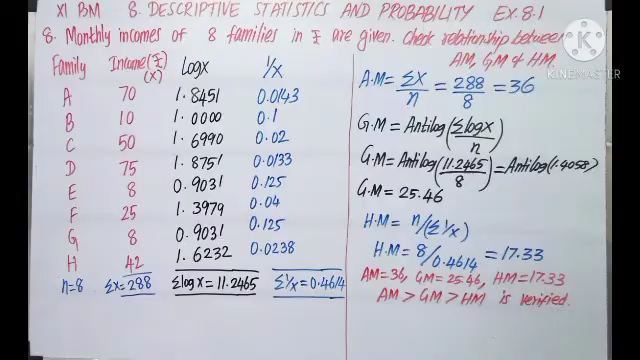 XI BM 8. DESCRIPTIVE STATISTICS AND PROBABILITY EX. 8.1
8. Monthly incomes of 8 families in ₹ are given. Check relationship between
AM, GM & HM.
Family Income(₹) (X) logX 1/X
A 70 1.8451 0.0143
B 10 1.0000 0.1
C 50 1.6990 0.02
D 75 1.8751 0.0133
E 8 0.9031 0.125
F 25 1.3979 0.04
G 8 0.9031 0.125
H 42 1.6232 0.0238
n=8 Σx=288 Σlogx=11.2465 Σ1/x=0.4614
A.M = ΣX/n = 288/8 = 36
G.M = Antilog(Σlogx/n)
G.M = Antilog(11.2465/8) = Antilog(1.4058)
G.M = 25.46
H.M = n/(Σ1/x)
H.M = 8/0.4614 = 17.33
AM=36, GM=25.46, HM=17.33
AM > GM > HM is verified.
KINEMASTER